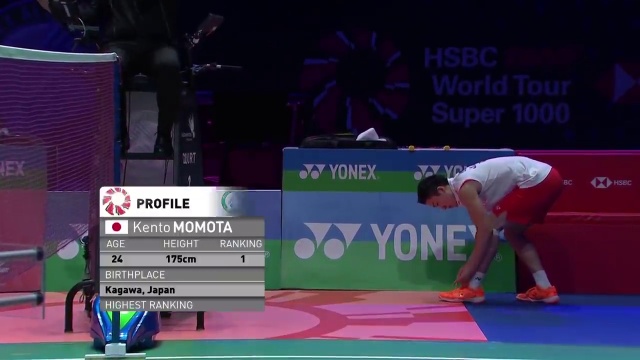 HSBC
World Tour
Super 1000
YONEX
YONEX
HSBC
HSBC
YONEX
PROFILE
Kento MOMOTA
AGE HEIGHT RANKING
24 175cm 1
BIRTHPLACE
Kagawa, Japan
HIGHEST RANKING